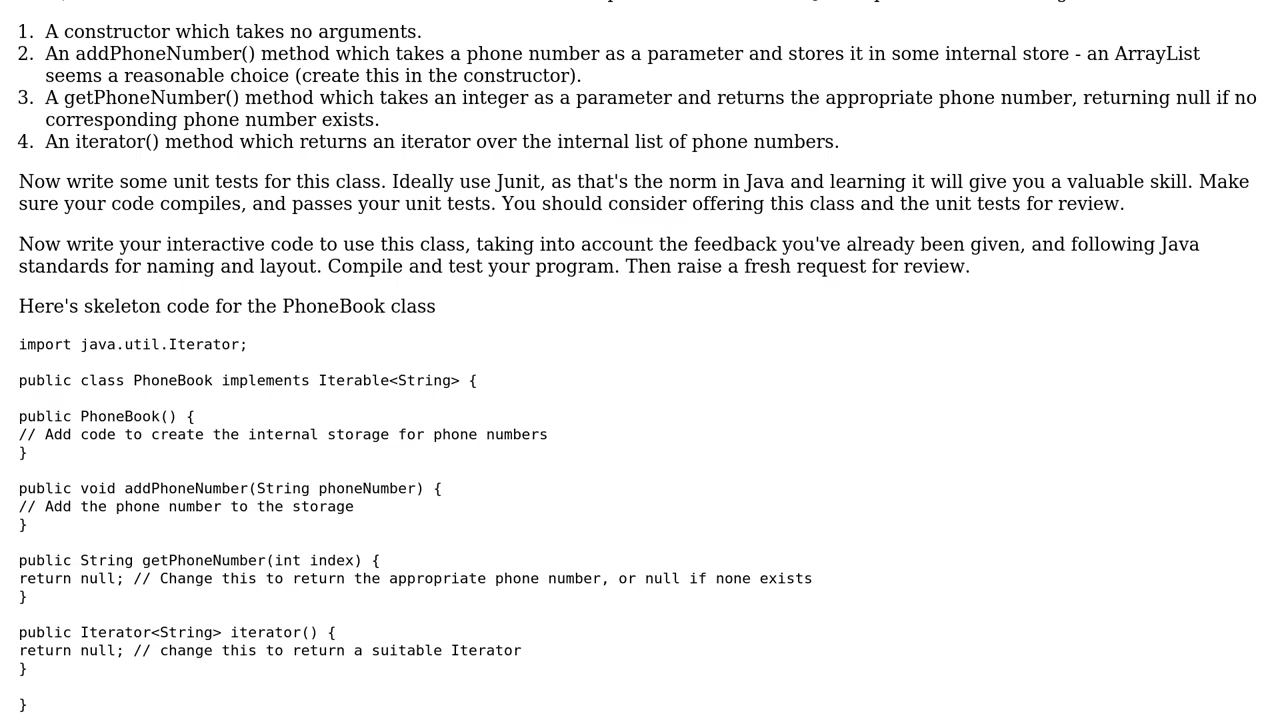 1. A constructor which takes no arguments.
2. An addPhoneNumber() method which takes a phone number as a parameter and stores it in some internal store - an ArrayList
seems a reasonable choice (create this in the constructor).
3. A getPhoneNumber() method which takes an integer as a parameter and returns the appropriate phone number, returning null if no
corresponding phone number exists.
4. An iterator() method which returns an iterator over the internal list of phone numbers.
Now write some unit tests for this class. Ideally use Junit, as that's the norm in Java and learning it will give you a valuable skill. Make
sure your code compiles, and passes your unit tests. You should consider offering this class and the unit tests for review.
Now write your interactive code to use this class, taking into account the feedback you've already been given, and following Java
standards for naming and layout. Compile and test your program. Then raise a fresh request for review.
Here's skeleton code for the PhoneBook class
import java.util.Iterator;
public class PhoneBook implements Iterable<String> {
public PhoneBook() {
// Add code to create the internal storage for phone numbers
}
public void addPhoneNumber(String phoneNumber) {
// Add the phone number to the storage
}
public String getPhoneNumber(int index) {
return null; // Change this to return the appropriate phone number, or null if none exists
}
public Iterator<String> iterator() {
return null; // change this to return a suitable Iterator
}
}